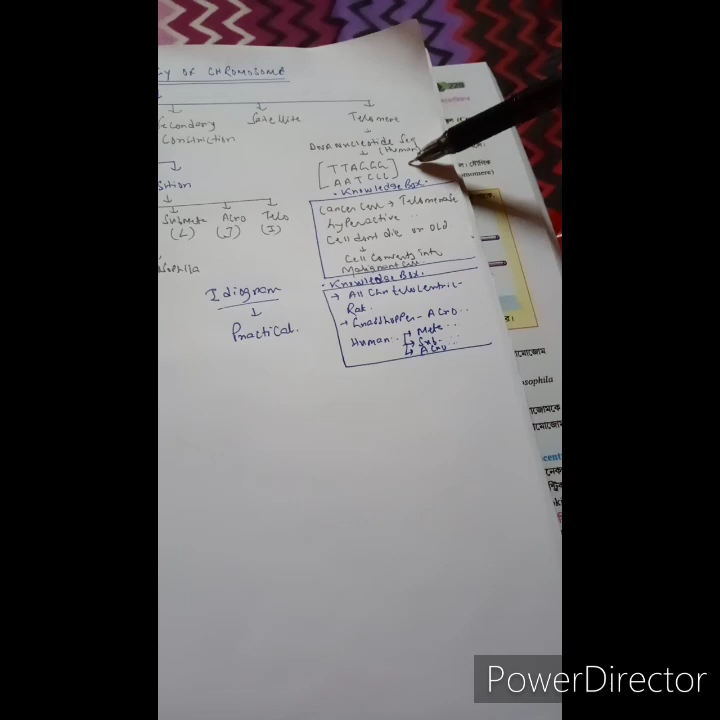 GY OF CHROMOSOME
Secondary Satellite Telomere
Constriction
DNA nucleotide Seq
(Human)
TTAGGG
AATCCC
• Knowledge Box •
Cancer Cell → Telomerase
hyperactive ..
Cell dont die or old
Cell Converts into
Malignant Cell.
Submeta Acro Telo
(L) (J) (I)
• Knowledge Box.
→ All Chr telocentric -
Rat.
→ Grasshopper - Acro..
Human. → Meta..
→ Sub..
→ Acro..
Idiogram
Practical.
PowerDirector